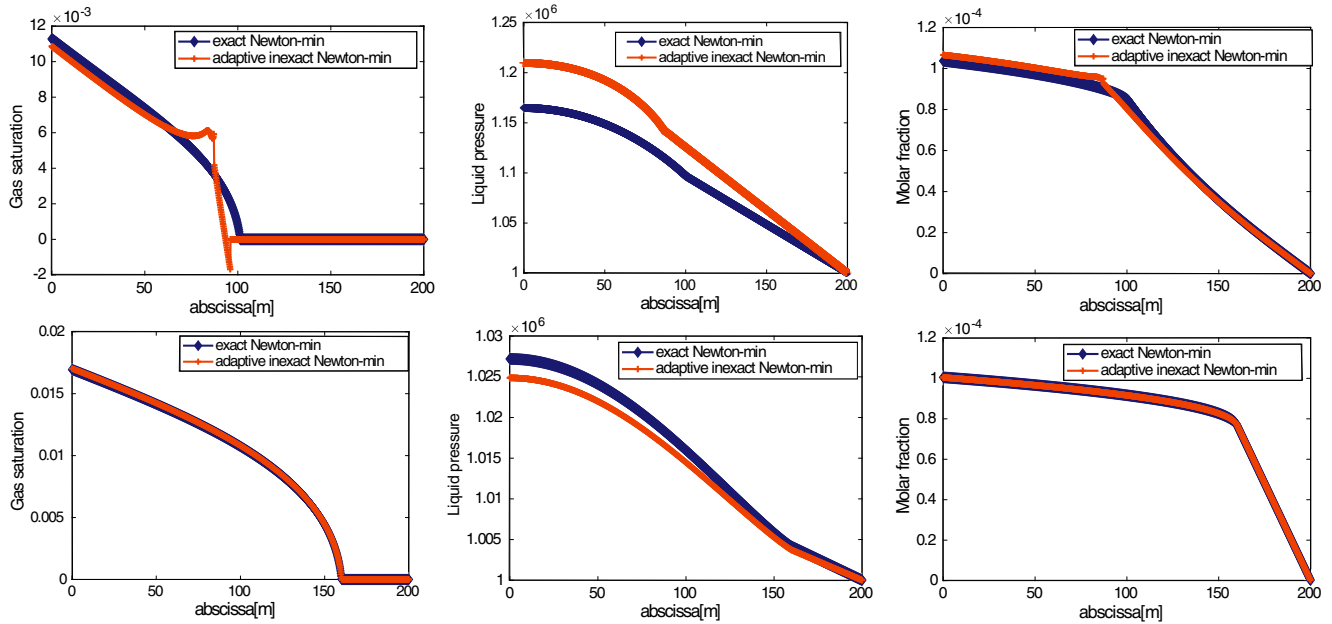 12 ×10⁻³
10
8
6
4
2
0
-2
0 50 100 150 200
abscissa[m]
Gas saturation
exact Newton-min
adaptive inexact Newton-min
×10⁶
1.25
1.2
1.15
1.1
1.05
1
0 50 100 150 200
abscissa[m]
Liquid pressure
exact Newton-min
adaptive inexact Newton-min
1.2 ×10⁻⁴
1
0.8
0.6
0.4
0.2
0
0 50 100 150 200
abscissa[m]
Molar fraction
exact Newton-min
adaptive inexact Newton-min
0.02
0.015
0.01
0.005
0
0 50 100 150 200
abscissa[m]
Gas saturation
exact Newton-min
adaptive inexact Newton-min
×10⁶
1.03
1.025
1.02
1.015
1.01
1.005
1
0 50 100 150 200
abscissa[m]
Liquid pressure
exact Newton-min
adaptive inexact Newton-min
1.2 ×10⁻⁴
1
0.8
0.6
0.4
0.2
0
0 50 100 150 200
abscissa[m]
Molar fraction
exact Newton-min
adaptive inexact Newton-min